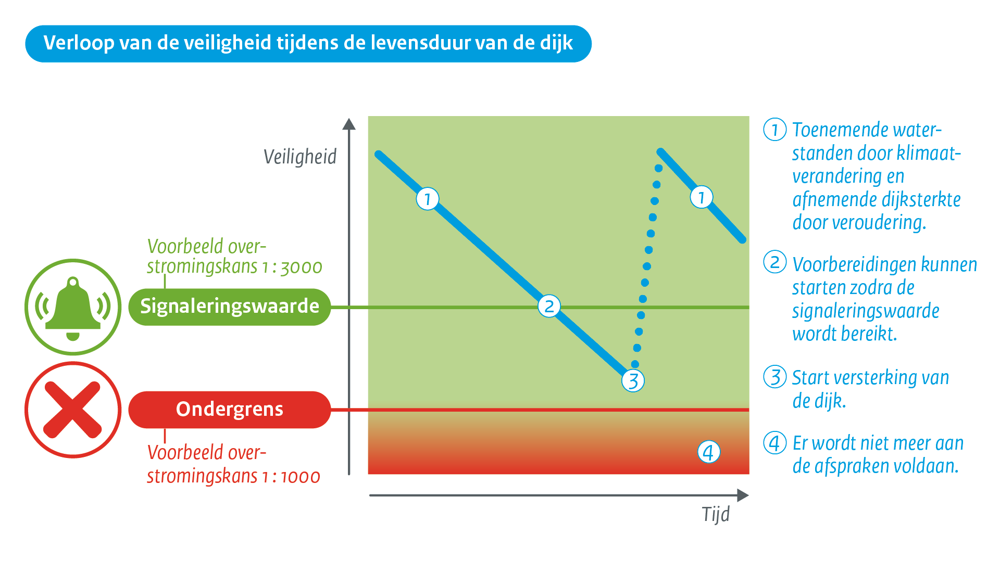 Verloop van de veiligheid tijdens de levensduur van de dijk
Veiligheid
Voorbeeld over-
stromingskans 1 : 3000
Signaleringswaarde
Ondergrens
Voorbeeld over-
stromingskans 1 : 1000
1
2
3
1
4
Tijd
1 Toenemende water-
standen door klimaat-
verandering en
afnemende dijksterkte
door veroudering.
2 Voorbereidingen kunnen
starten zodra de
signaleringswaarde
wordt bereikt.
3 Start versterking van
de dijk.
4 Er wordt niet meer aan
de afspraken voldaan.